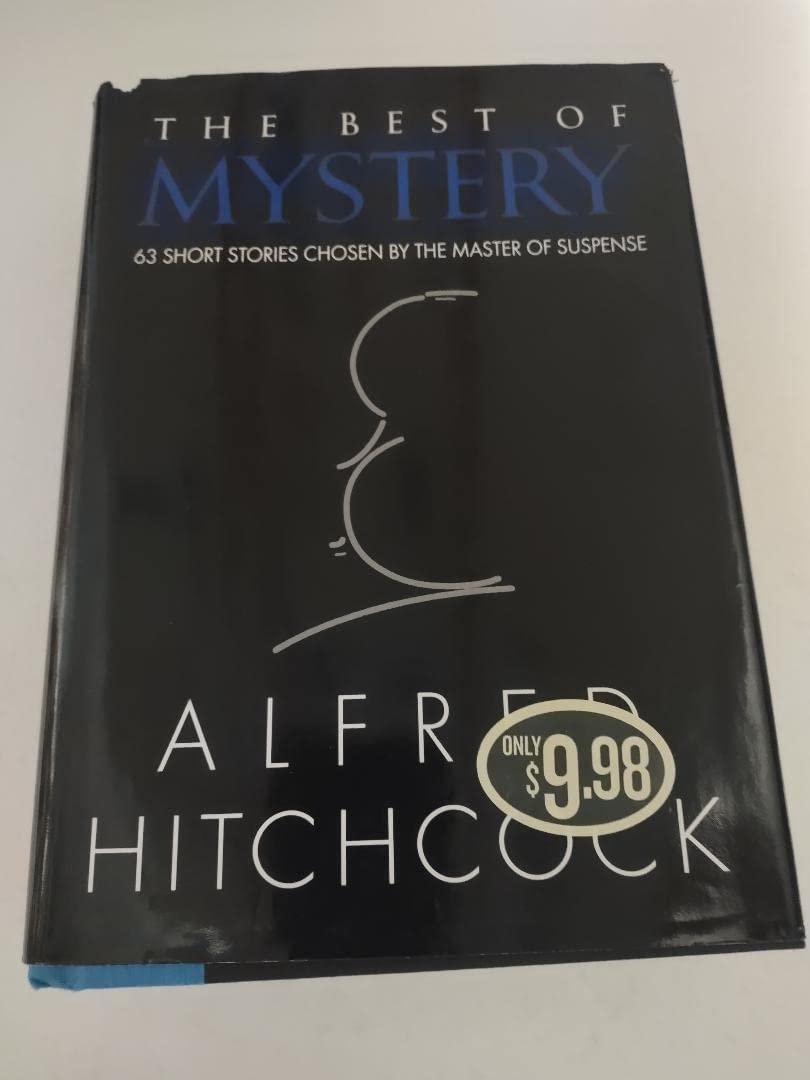 THE BEST OF
MYSTERY
63 SHORT STORIES CHOSEN BY THE MASTER OF SUSPENSE
ALFRED
ONLY
$9.98
HITCHCOCK